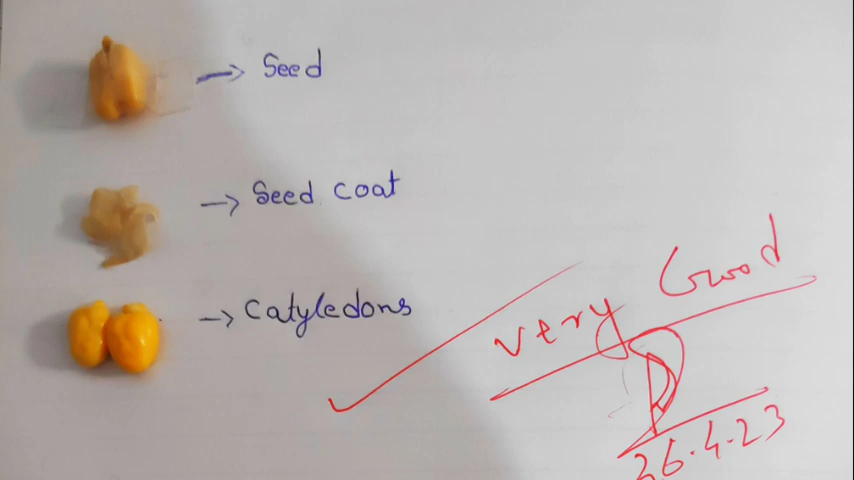 → Seed
→ Seed coat
→ Catyledons
Very Good
26.4.23